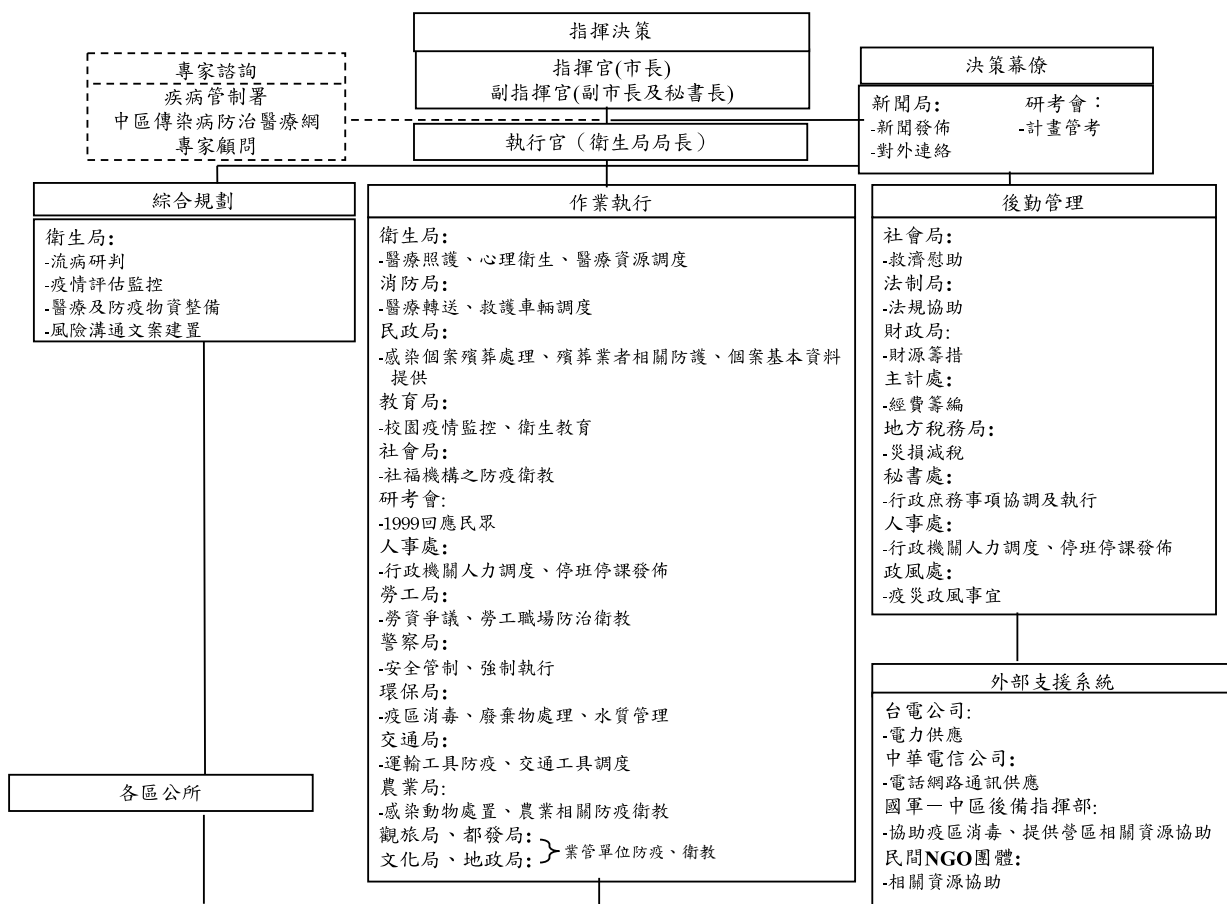 指揮決策
指揮官(市長)
副指揮官(副市長及秘書長)
執行官（衛生局局長）
專家諮詢
疾病管制署
中區傳染病防治醫療網
專家顧問
決策幕僚
新聞局:
-新聞發佈
-對外連絡
研考會：
-計畫管考
綜合規劃
衛生局:
-流病研判
-疫情評估監控
-醫療及防疫物資整備
-風險溝通文案建置
各區公所
作業執行
衛生局:
-醫療照護、心理衛生、醫療資源調度
消防局:
-醫療轉送、救護車輛調度
民政局:
-感染個案殯葬處理、殯葬業者相關防護、個案基本資料
提供
教育局:
-校園疫情監控、衛生教育
社會局:
-社福機構之防疫衛教
研考會:
-1999回應民眾
人事處:
-行政機關人力調度、停班停課發佈
勞工局:
-勞資爭議、勞工職場防治衛教
警察局:
-安全管制、強制執行
環保局:
-疫區消毒、廢棄物處理、水質管理
交通局:
-運輸工具防疫、交通工具調度
農業局:
-感染動物處置、農業相關防疫衛教
觀旅局、都發局:
文化局、地政局:
業管單位防疫、衛教
後勤管理
社會局:
-救濟慰助
法制局:
-法規協助
財政局:
-財源籌措
主計處:
-經費籌編
地方稅務局:
-災損減稅
秘書處:
-行政庶務事項協調及執行
人事處:
-行政機關人力調度、停班停課發佈
政風處:
-疫災政風事宜
外部支援系統
台電公司:
-電力供應
中華電信公司:
-電話網路通訊供應
國軍－中區後備指揮部:
-協助疫區消毒、提供營區相關資源協助
民間NGO團體:
-相關資源協助